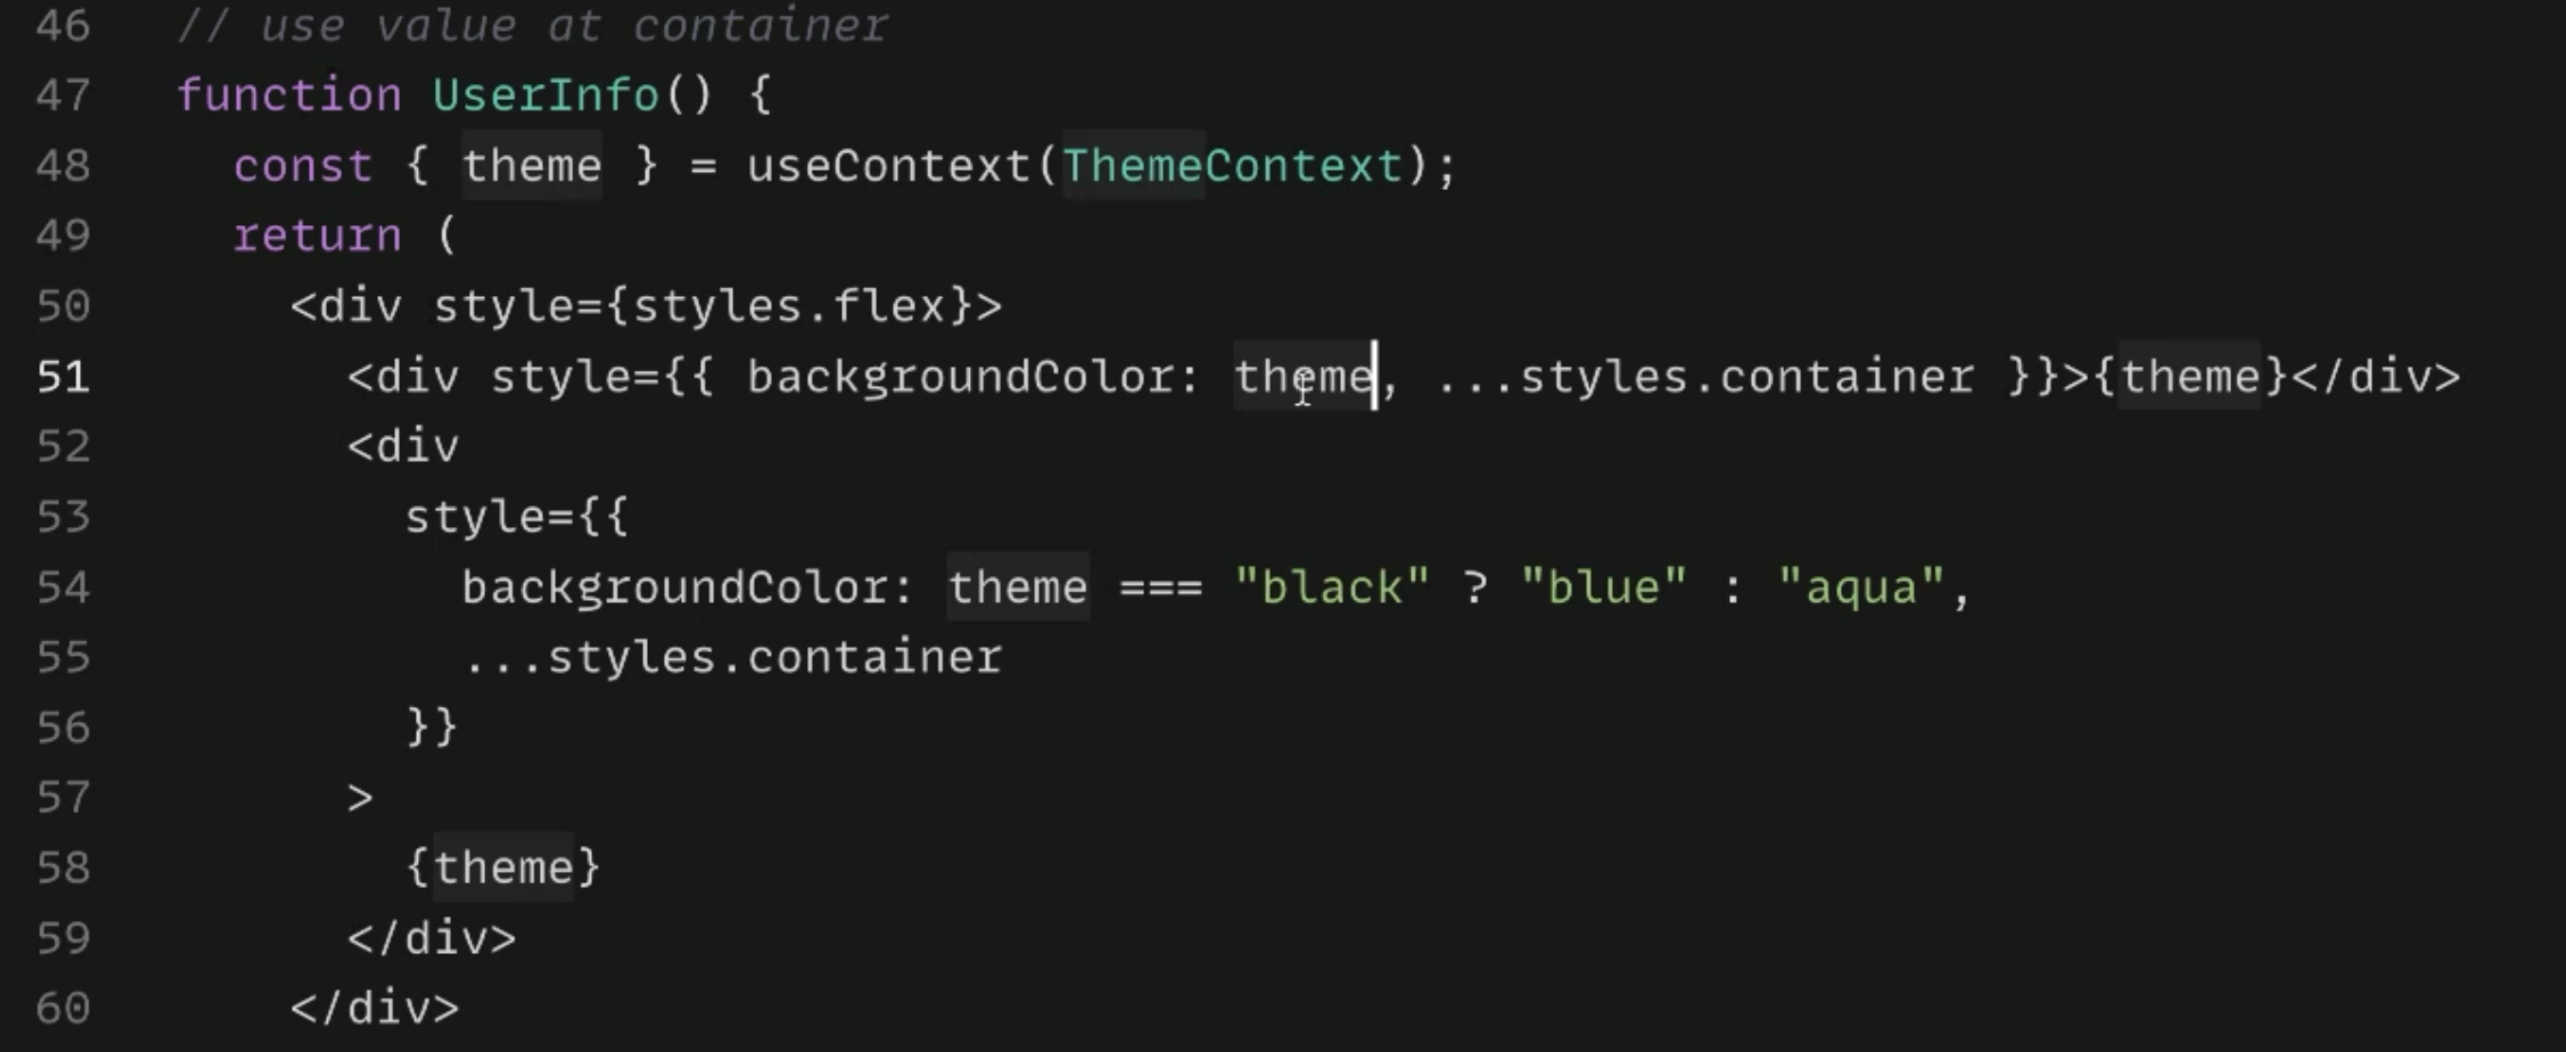 46 // use value at container
47 function UserInfo() {
48 const { theme } = useContext(ThemeContext);
49 return (
50 <div style={styles.flex}>
51 <div style={{ backgroundColor: theme, ...styles.container }}>{theme}</div>
52 <div
53 style={{
54 backgroundColor: theme === "black" ? "blue" : "aqua",
55 ...styles.container
56 }}
57 >
58 {theme}
59 </div>
60 </div>